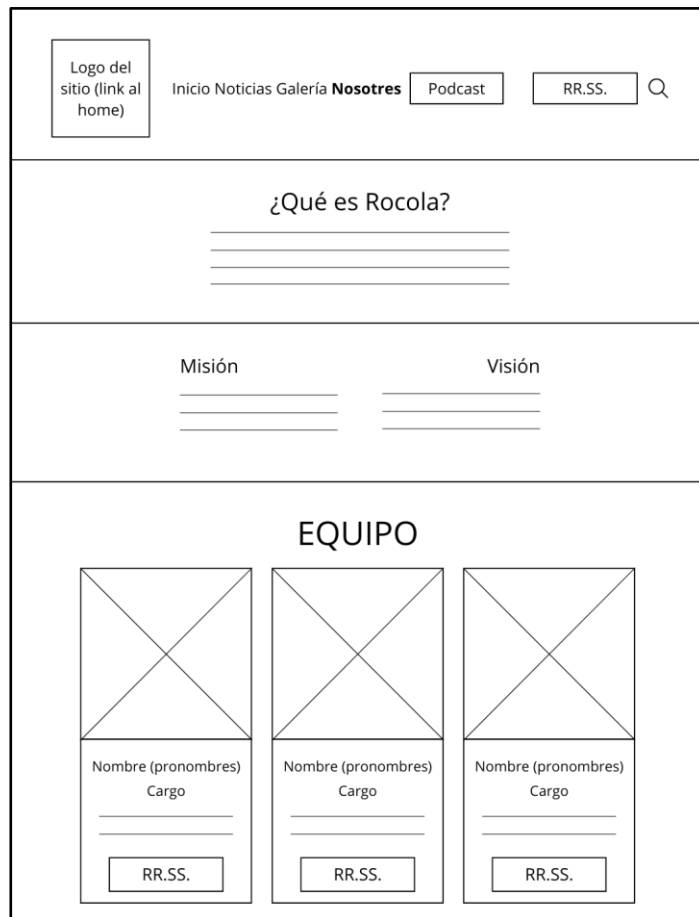 Logo del
sitio (link al
home)
Inicio Noticias Galería Nosotres Podcast RR.SS.
¿Qué es Rocola?
Misión Visión
EQUIPO
Nombre (pronombres) Nombre (pronombres) Nombre (pronombres)
Cargo Cargo Cargo
RR.SS. RR.SS. RR.SS.